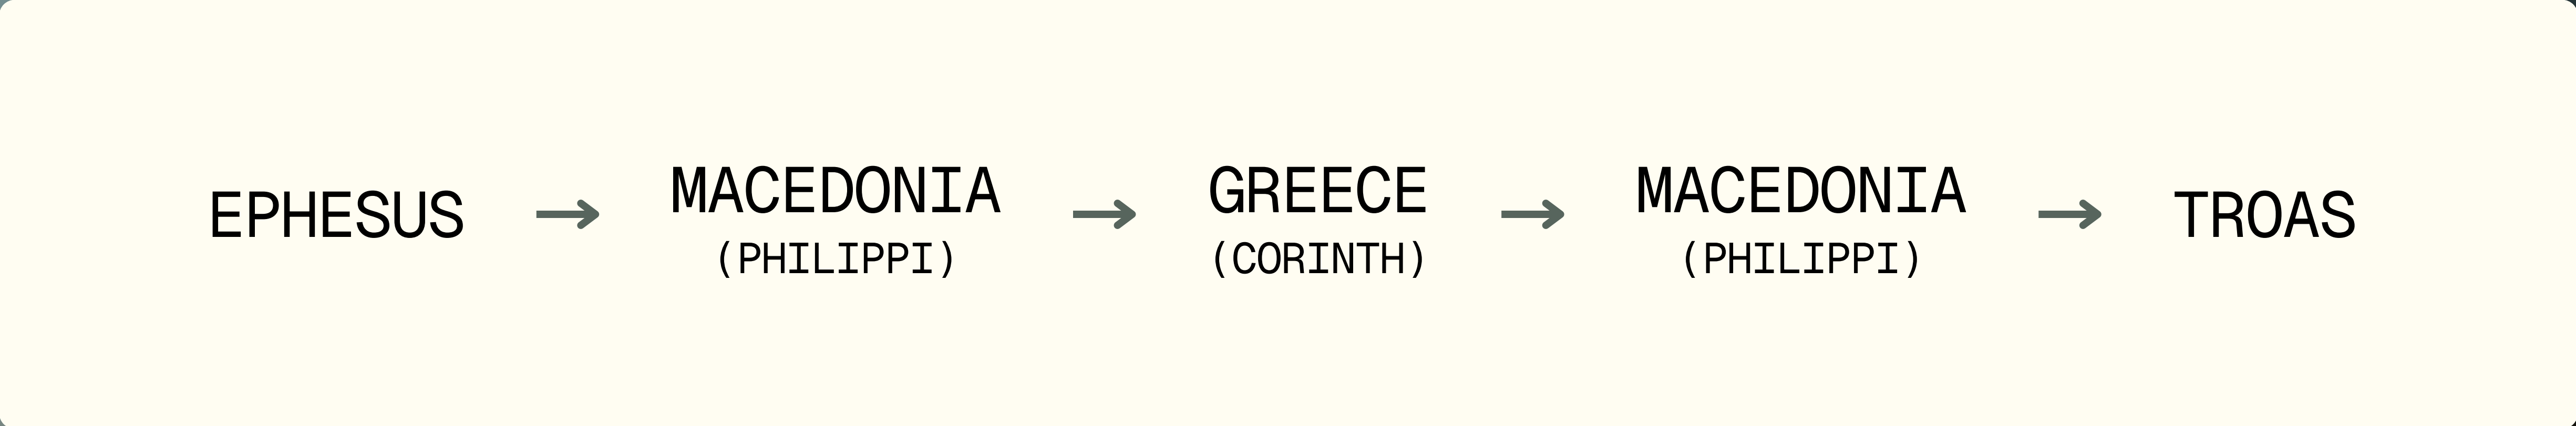 EPHESUS → MACEDONIA → GREECE → MACEDONIA → TROAS
(PHILIPPI) (CORINTH) (PHILIPPI)